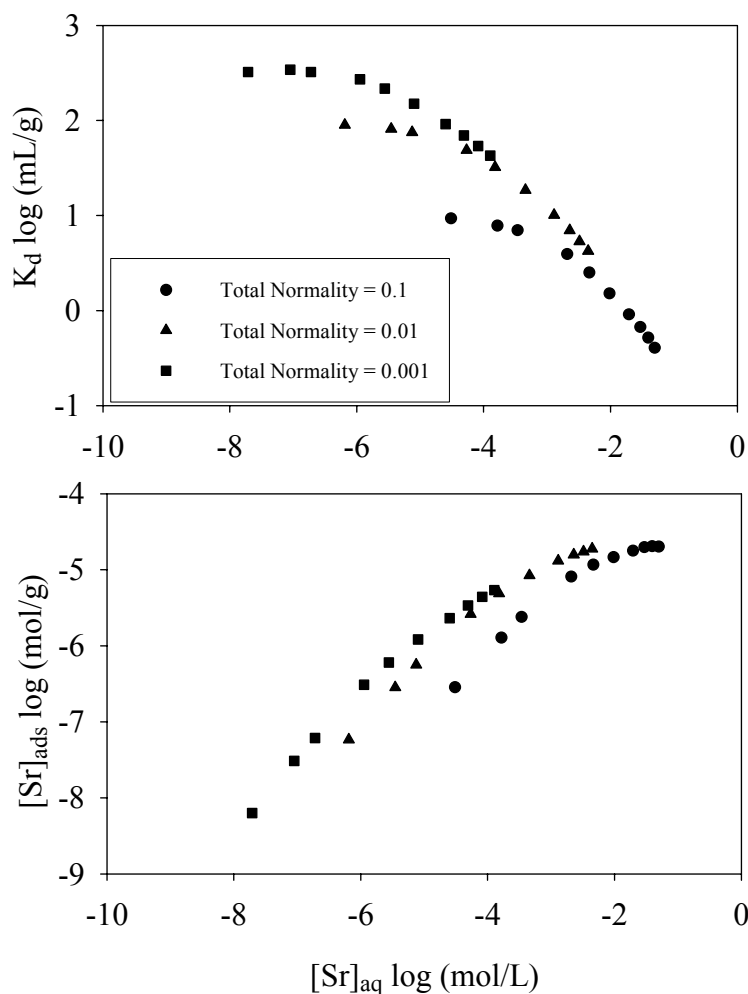 3
2
1
0
-1
K_d log (mL/g)
Total Normality = 0.1
Total Normality = 0.01
Total Normality = 0.001
-10 -8 -6 -4 -2 0
-4
-5
-6
-7
-8
-9
[Sr]_ads log (mol/g)
-10 -8 -6 -4 -2 0
[Sr]_aq log (mol/L)